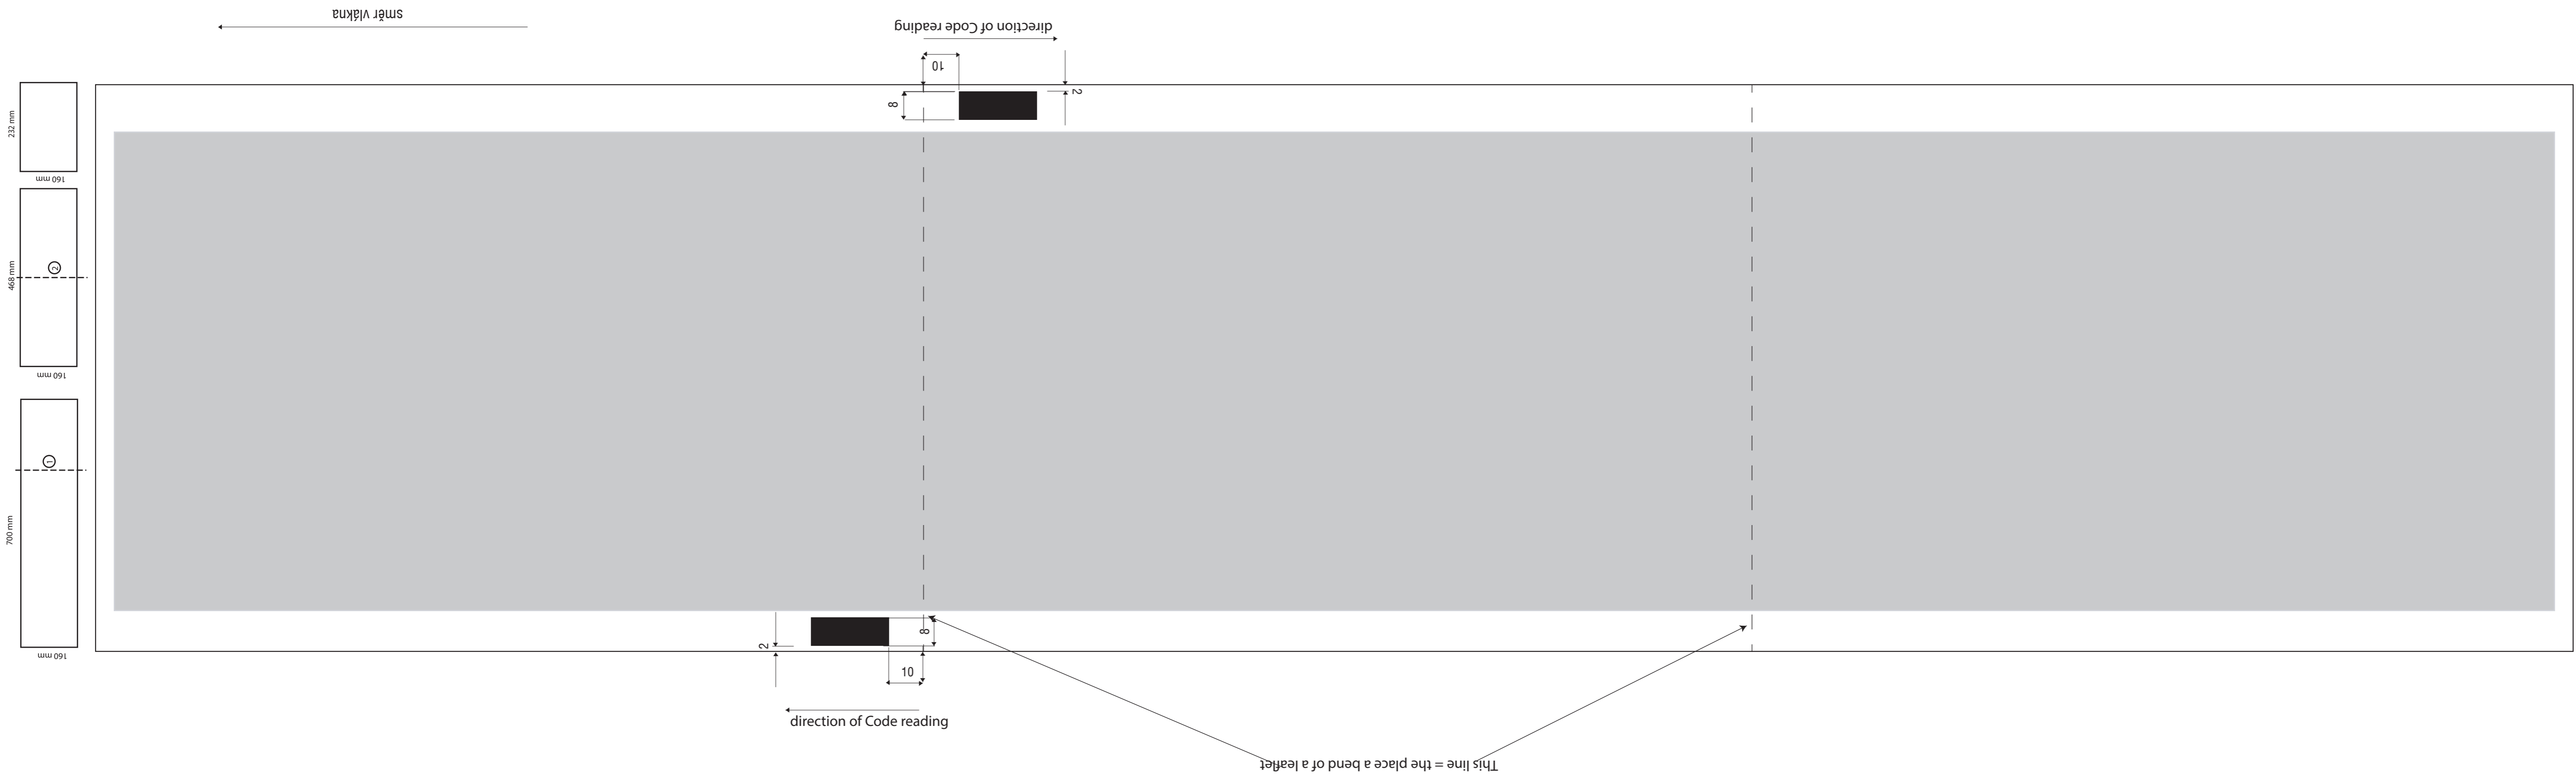 směr vlákna
direction of Code reading
10
8
2
232 mm
160 mm
2
468 mm
160 mm
1
700 mm
160 mm
2
8
10
direction of Code reading
This line = the place a bend of a leaflet